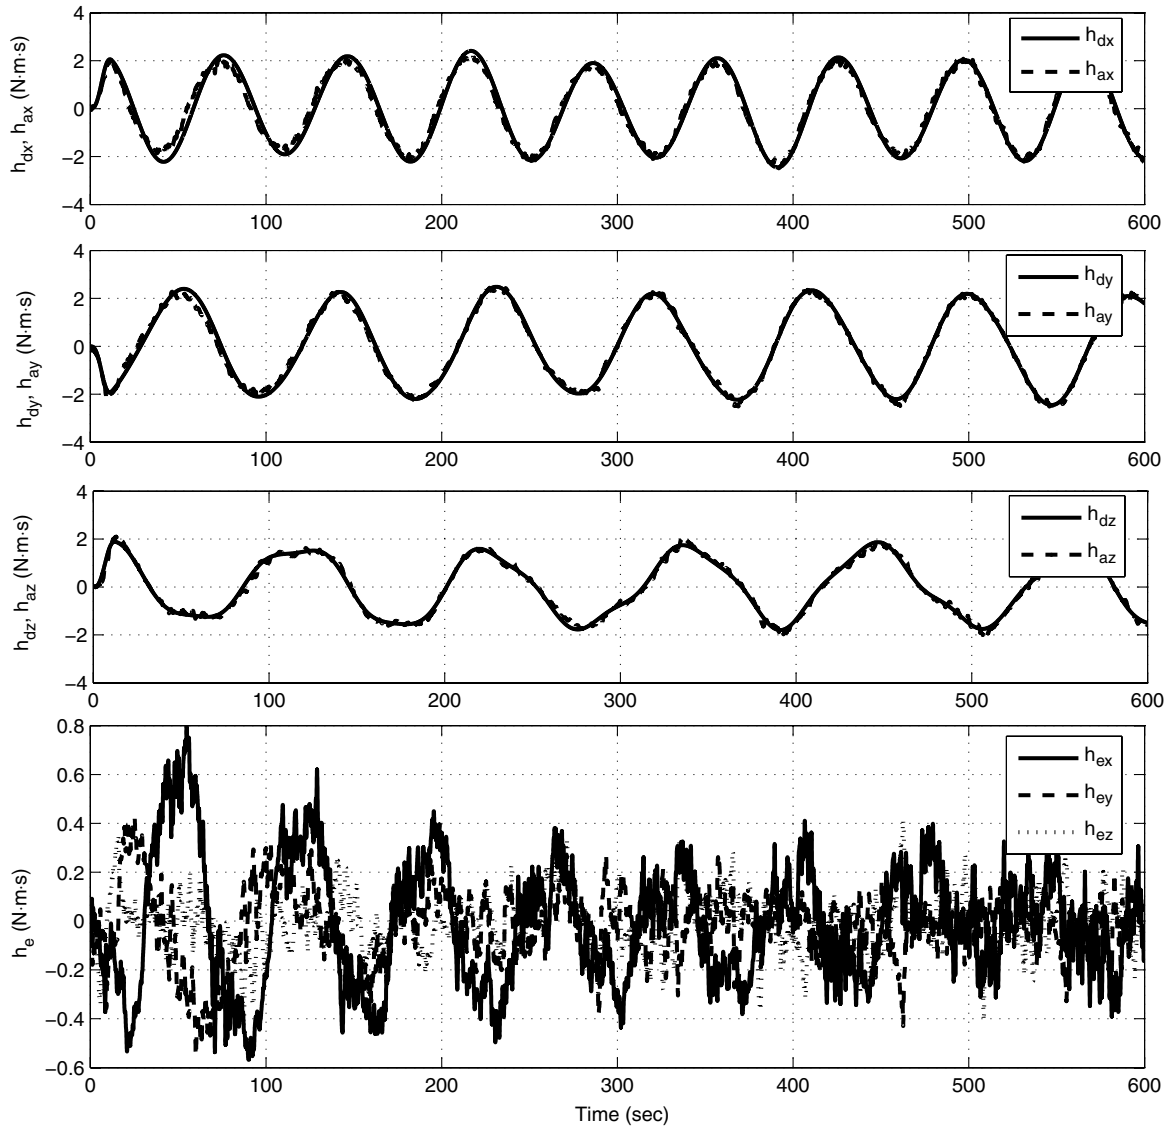 4
2
0
−2
−4
h_dx, h_ax (N·m·s)
h_dx
h_ax
0 100 200 300 400 500 600
4
2
0
−2
−4
h_dy, h_ay (N·m·s)
h_dy
h_ay
0 100 200 300 400 500 600
4
2
0
−2
−4
h_dz, h_az (N·m·s)
h_dz
h_az
0 100 200 300 400 500 600
0.8
0.6
0.4
0.2
0
−0.2
−0.4
−0.6
h_e (N·m·s)
h_ex
h_ey
h_ez
0 100 200 300 400 500 600
Time (sec)